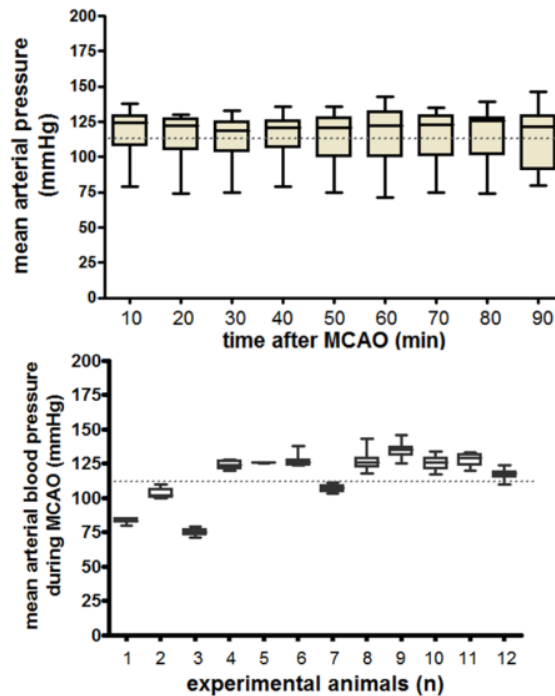 mean arterial pressure
(mmHg)
200
175
150
125
100
75
50
25
0
10 20 30 40 50 60 70 80 90
time after MCAO (min)
mean arterial blood pressure
during MCAO (mmHg)
200
175
150
125
100
75
50
25
0
1 2 3 4 5 6 7 8 9 10 11 12
experimental animals (n)